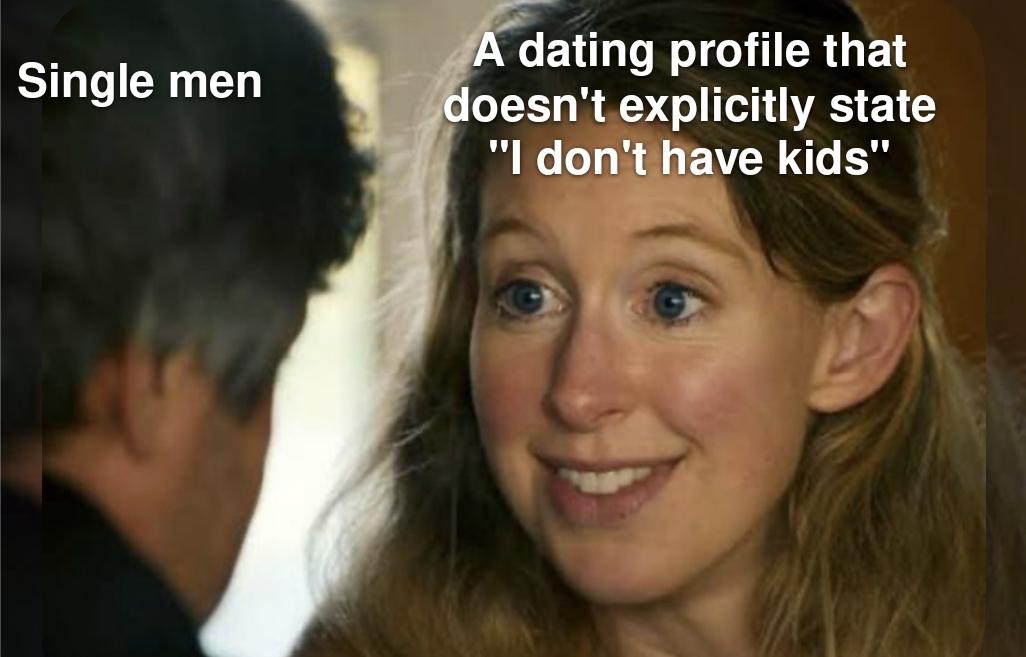 Single men
A dating profile that
doesn't explicitly state
"I don't have kids"